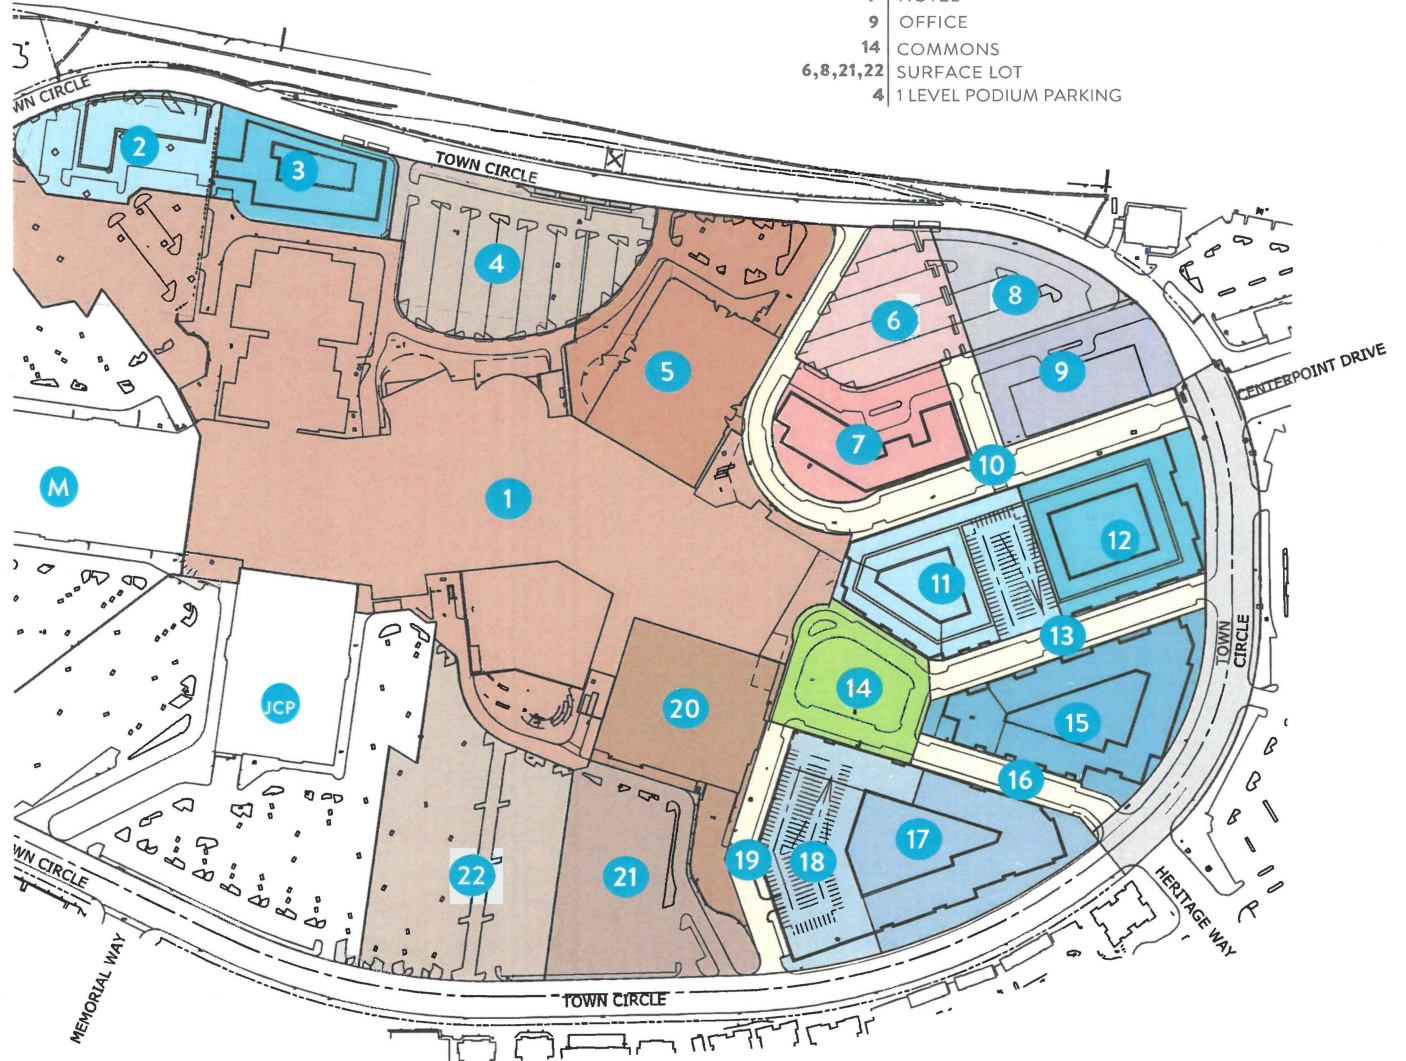 9 OFFICE
14 COMMONS
6,8,21,22 SURFACE LOT
4 1 LEVEL PODIUM PARKING
WN CIRCLE
2
3
TOWN CIRCLE
4
6
8
5
9
CENTERPOINT DRIVE
7
10
M
1
12
11
13
TOWN CIRCLE
14
JCP
20
15
16
17
19
18
22
21
WN CIRCLE
HERITAGE WAY
MEMORIAL WAY
TOWN CIRCLE